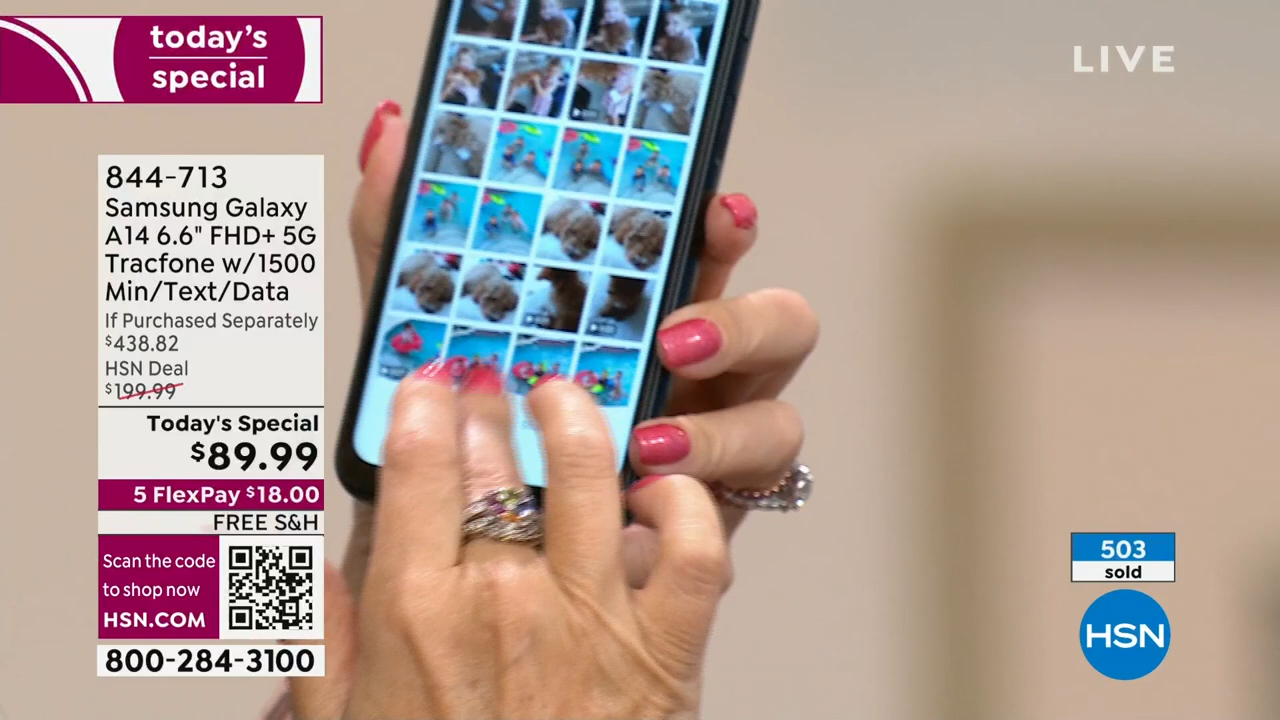 today's
special
LIVE
844-713
Samsung Galaxy
A14 6.6" FHD+ 5G
Tracfone w/1500
Min/Text/Data
If Purchased Separately
$438.82
HSN Deal
$199.99
Today's Special
$89.99
5 FlexPay $18.00
FREE S&H
Scan the code
to shop now
HSN.COM
800-284-3100
503
sold
HSN